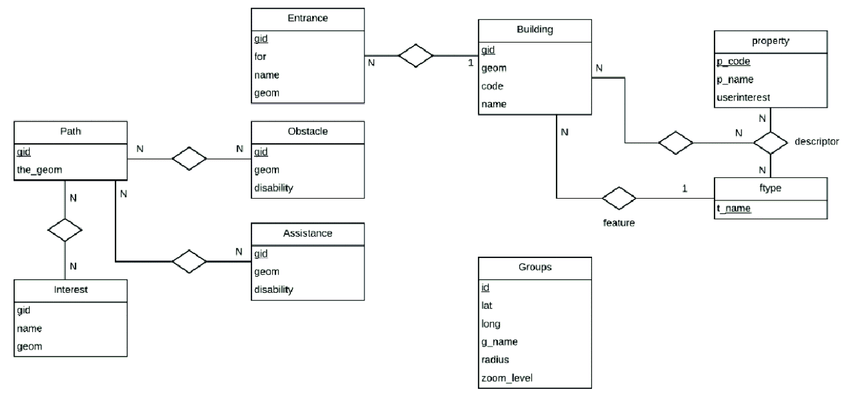 Entrance
gid
for
name
geom
N
1
Building
gid
geom
code
name
N
N
property
p_code
p_name
userinterest
N
N
descriptor
N
ftype
t_name
1
feature
Path
gid
the_geom
N
N
N
N
Obstacle
gid
geom
disability
N
Assistance
gid
geom
disability
N
Interest
gid
name
geom
Groups
id
lat
long
g_name
radius
zoom_level